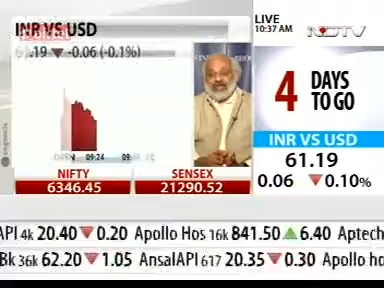 INR VS USD
61.19 ▼ -0.06 (-0.1%)
LIVE
10:37 AM
NDTV
4 DAYS
TO GO
INR VS USD
61.19
0.06 ▼ 0.10%
09:24
NIFTY
6346.45
SENSEX
21290.52
API 4k 20.40 ▼ 0.20 Apollo Hos 16k 841.50 ▲ 6.40 Aptech
Bk 36k 62.20 ▼ 1.05 AnsalAPI 617 20.35 ▼ 0.30 Apollo ho